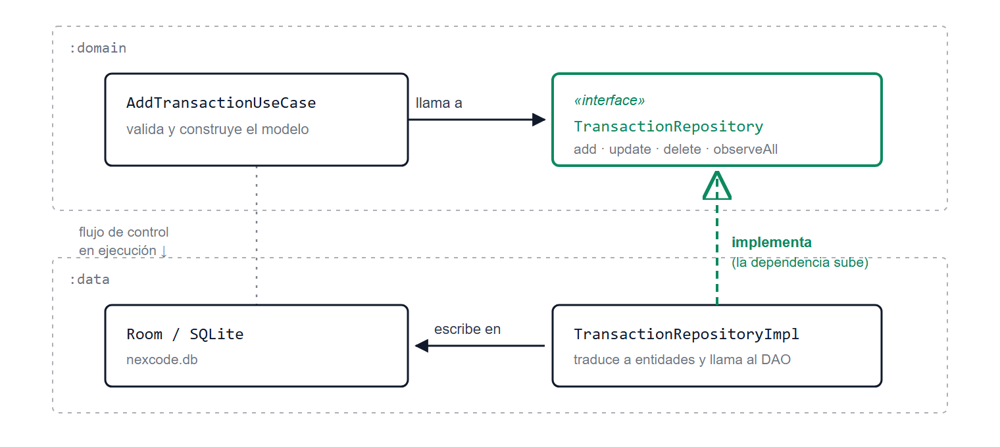 :domain
AddTransactionUseCase
valida y construye el modelo
llama a
«interface»
TransactionRepository
add · update · delete · observeAll
flujo de control
en ejecución ↓
implementa
(la dependencia sube)
:data
Room / SQLite
nexcode.db
escribe en
TransactionRepositoryImpl
traduce a entidades y llama al DAO